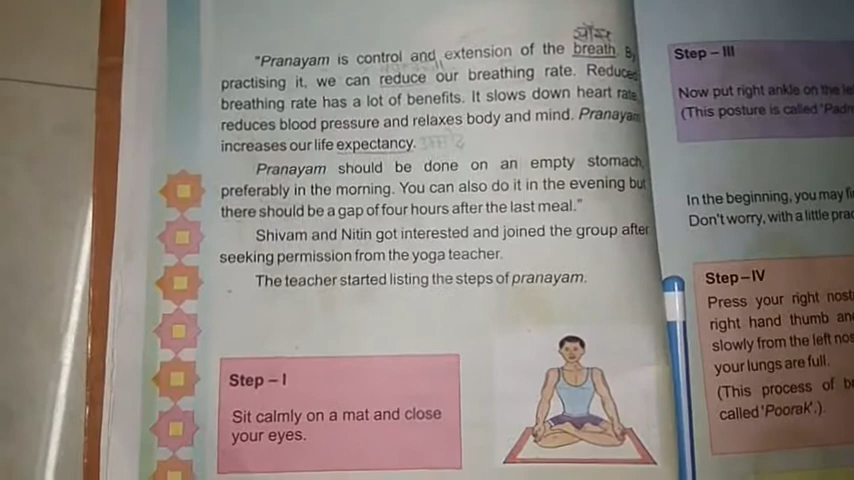 साँस
"Pranayam is control and extension of the breath. By
practising it, we can reduce our breathing rate. Reduced
breathing rate has a lot of benefits. It slows down heart rate,
reduces blood pressure and relaxes body and mind. Pranayam
increases our life expectancy.
Pranayam should be done on an empty stomach,
preferably in the morning. You can also do it in the evening but
there should be a gap of four hours after the last meal."
Shivam and Nitin got interested and joined the group after
seeking permission from the yoga teacher.
The teacher started listing the steps of pranayam.
Step – I
Sit calmly on a mat and close
your eyes.
Step – III
Now put right ankle on the
(This posture is called
In the beginning, you may
Don't worry, with a little
Step – IV
Press your right
right hand thumb
slowly from the left
your lungs are full.
(This process of
called 'Poorak'.)